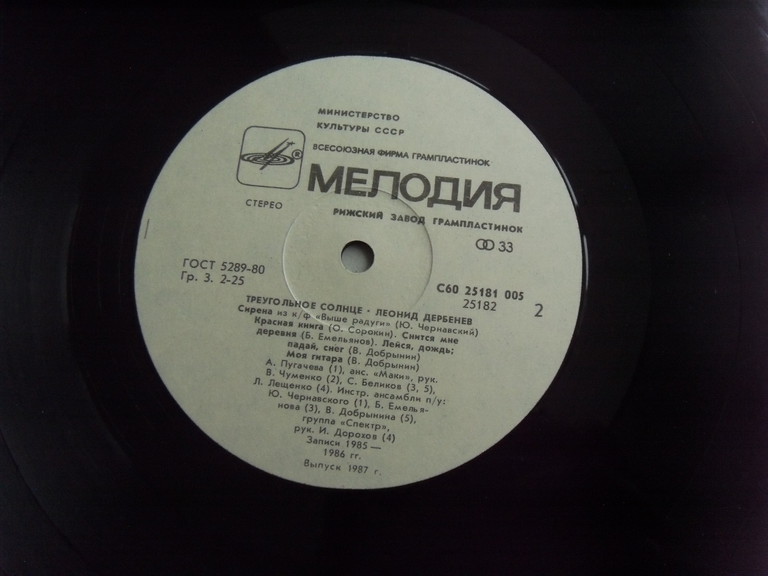 МИНИСТЕРСТВО
КУЛЬТУРЫ СССР
ВСЕСОЮЗНАЯ ФИРМА ГРАМПЛАСТИНОК
®
МЕЛОДИЯ
СТЕРЕО
РИЖСКИЙ ЗАВОД ГРАМПЛАСТИНОК
33
ГОСТ 5289-80
Гр. 3. 2-25
С60 25181 005
25182
2
ТРЕУГОЛЬНОЕ СОЛНЦЕ · ЛЕОНИД ДЕРБЕНЕВ
Сирена из к/ф «Выше радуги» (Ю. Чернавский)
Красная книга (О. Сорокин). Снится мне
деревня (Б. Емельянов). Лейся, дождь;
падай, снег (В. Добрынин)
Моя гитара (В. Добрынин)
А. Пугачева (1), анс. «Маки», рук.
В. Чуменко (2), С. Беликов (3, 5),
Л. Лещенко (4). Инстр. ансамбли п/у:
Ю. Чернавского (1), Б. Емелья-
нова (3), В. Добрынина (5),
группа «Спектр»,
рук. И. Дорохов (4)
Записи 1985—
1986 гг.
Выпуск 1987 г.